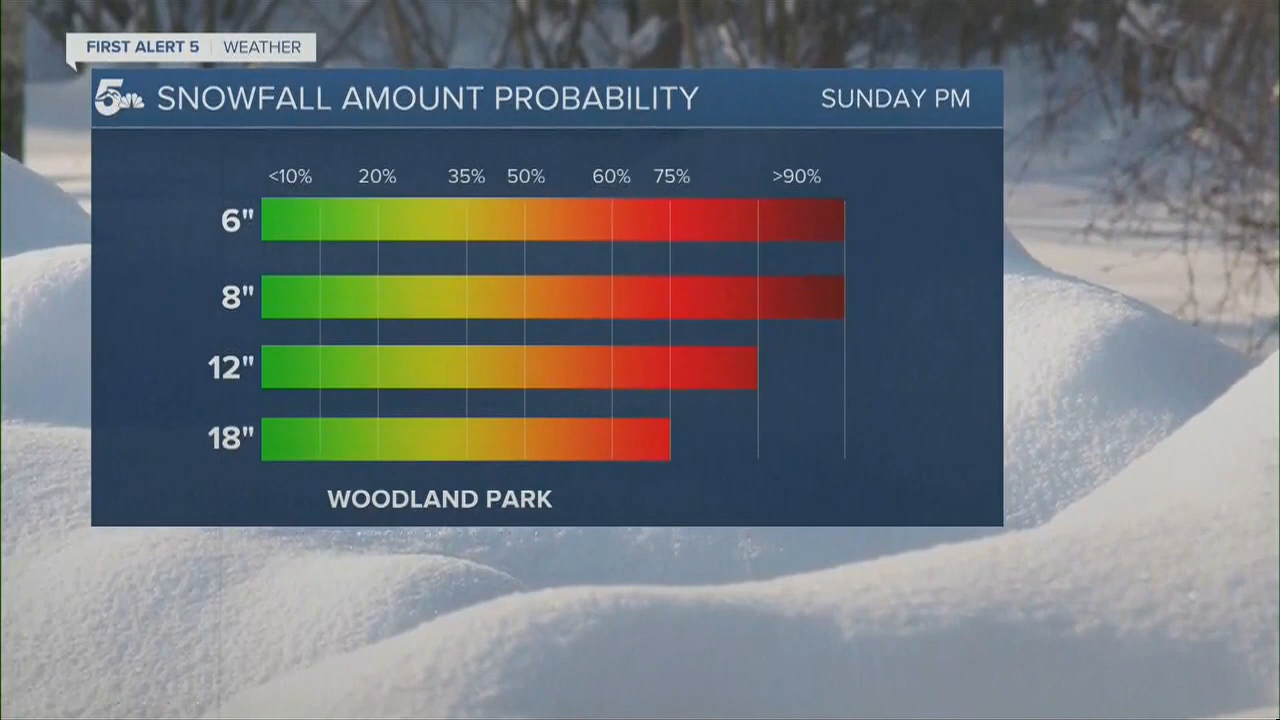 FIRST ALERT 5 | WEATHER
5 SNOWFALL AMOUNT PROBABILITY SUNDAY PM
<10% 20% 35% 50% 60% 75% >90%
6"
8"
12"
18"
WOODLAND PARK